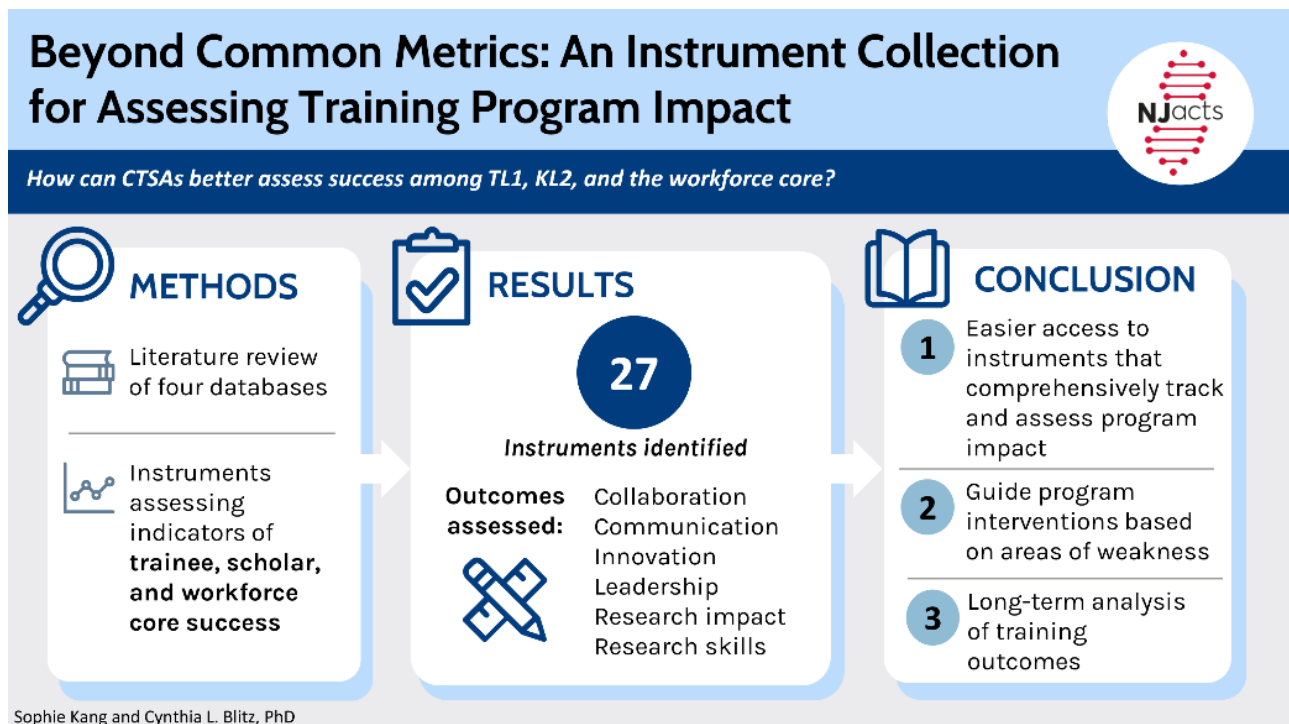 Beyond Common Metrics: An Instrument Collection
for Assessing Training Program Impact
NJacts
How can CTSAs better assess success among TL1, KL2, and the workforce core?
METHODS
Literature review
of four databases
Instruments
assessing
indicators of
trainee, scholar,
and workforce
core success
RESULTS
27
Instruments identified
Outcomes
assessed:
Collaboration
Communication
Innovation
Leadership
Research impact
Research skills
CONCLUSION
1
Easier access to
instruments that
comprehensively track
and assess program
impact
2
Guide program
interventions based
on areas of weakness
3
Long-term analysis
of training
outcomes
Sophie Kang and Cynthia L. Blitz, PhD